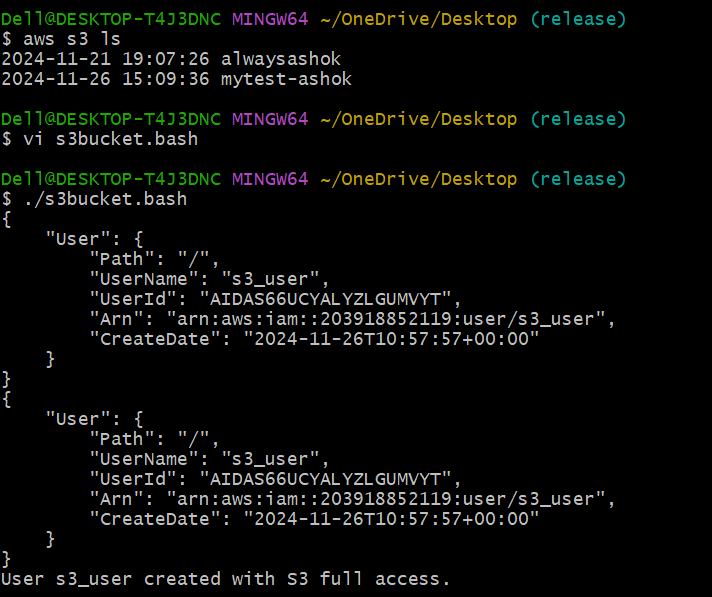 Dell@DESKTOP-T4J3DNC MINGW64 ~/OneDrive/Desktop (release)
$ aws s3 ls
2024-11-21 19:07:26 alwaysashok
2024-11-26 15:09:36 mytest-ashok

Dell@DESKTOP-T4J3DNC MINGW64 ~/OneDrive/Desktop (release)
$ vi s3bucket.bash

Dell@DESKTOP-T4J3DNC MINGW64 ~/OneDrive/Desktop (release)
$ ./s3bucket.bash
{
    "User": {
        "Path": "/",
        "UserName": "s3_user",
        "UserId": "AIDAS66UCYALYZLGUMVYT",
        "Arn": "arn:aws:iam::203918852119:user/s3_user",
        "CreateDate": "2024-11-26T10:57:57+00:00"
    }
}
{
    "User": {
        "Path": "/",
        "UserName": "s3_user",
        "UserId": "AIDAS66UCYALYZLGUMVYT",
        "Arn": "arn:aws:iam::203918852119:user/s3_user",
        "CreateDate": "2024-11-26T10:57:57+00:00"
    }
}
User s3_user created with S3 full access.